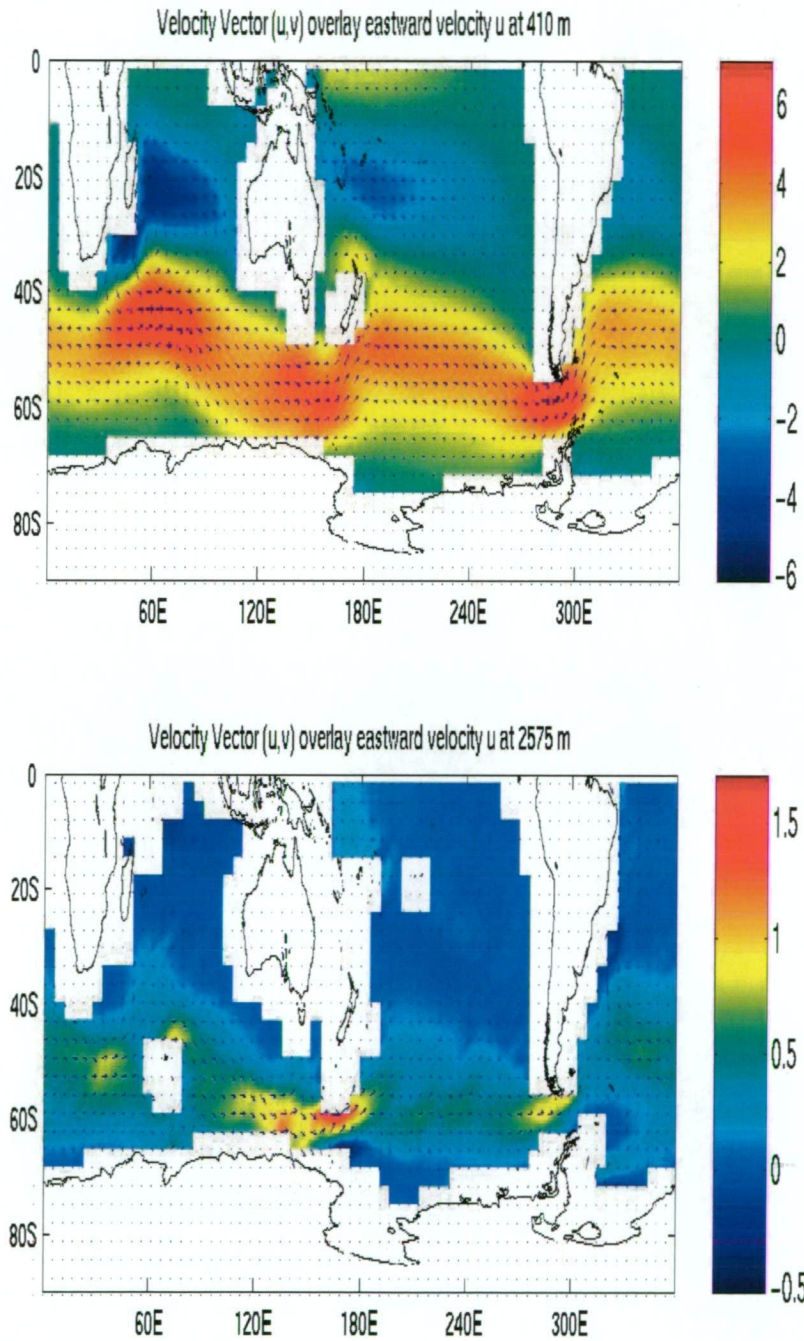 Velocity Vector (u,v) overlay eastward velocity u at 410 m
0
20S
40S
60S
80S
60E
120E
180E
240E
300E
6
4
2
0
−2
−4
−6
Velocity Vector (u,v) overlay eastward velocity u at 2575 m
0
20S
40S
60S
80S
60E
120E
180E
240E
300E
1.5
1
0.5
0
−0.5